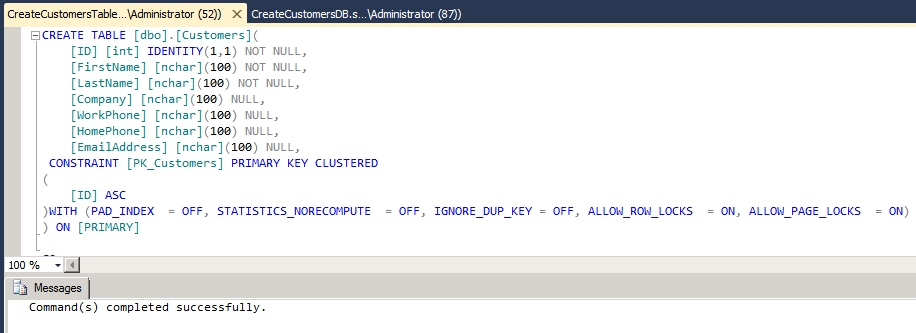 CreateCustomersTable...\Administrator (52)) CreateCustomersDB.s...\Administrator (87))
CREATE TABLE [dbo].[Customers](
[ID] [int] IDENTITY(1,1) NOT NULL,
[FirstName] [nchar](100) NOT NULL,
[LastName] [nchar](100) NOT NULL,
[Company] [nchar](100) NULL,
[WorkPhone] [nchar](100) NULL,
[HomePhone] [nchar](100) NULL,
[EmailAddress] [nchar](100) NULL,
CONSTRAINT [PK_Customers] PRIMARY KEY CLUSTERED
(
[ID] ASC
)WITH (PAD_INDEX = OFF, STATISTICS_NORECOMPUTE = OFF, IGNORE_DUP_KEY = OFF, ALLOW_ROW_LOCKS = ON, ALLOW_PAGE_LOCKS = ON)
) ON [PRIMARY]
100 %
Messages
Command(s) completed successfully.